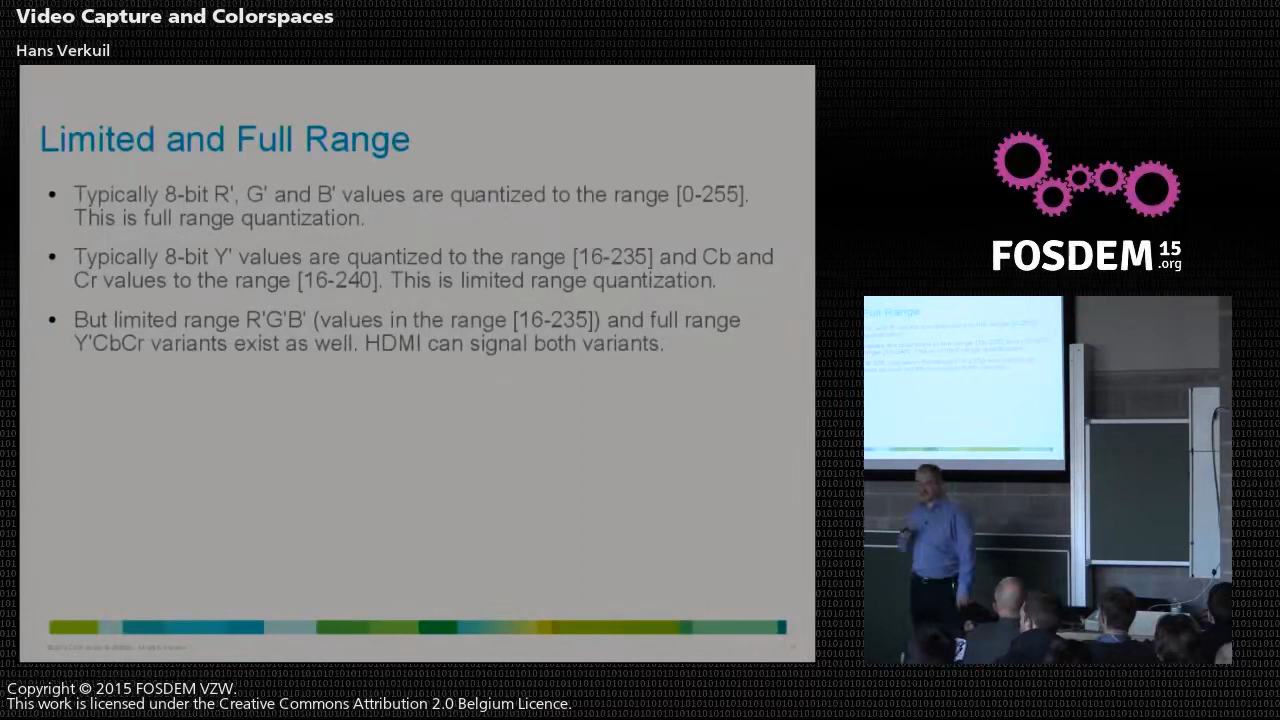 Video Capture and Colorspaces
Hans Verkuil
Limited and Full Range
• Typically 8-bit R', G' and B' values are quantized to the range [0-255].
This is full range quantization.
• Typically 8-bit Y' values are quantized to the range [16-235] and Cb and
Cr values to the range [16-240]. This is limited range quantization.
• But limited range R'G'B' (values in the range [16-235]) and full range
Y'CbCr variants exist as well. HDMI can signal both variants.
FOSDEM 15
.org
Full Range
Copyright © 2015 FOSDEM VZW.
This work is licensed under the Creative Commons Attribution 2.0 Belgium Licence.